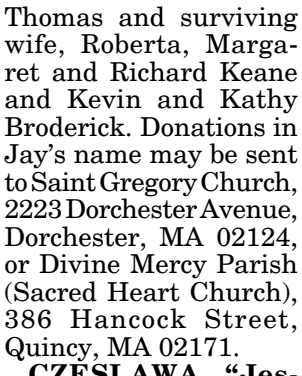 Thomas and surviving
wife, Roberta, Marga-
ret and Richard Keane
and Kevin and Kathy
Broderick. Donations in
Jay's name may be sent
to Saint Gregory Church,
2223 Dorchester Avenue,
Dorchester, MA 02124,
or Divine Mercy Parish
(Sacred Heart Church),
386 Hancock Street,
Quincy, MA 02171.
CZESLAWA "Jes-